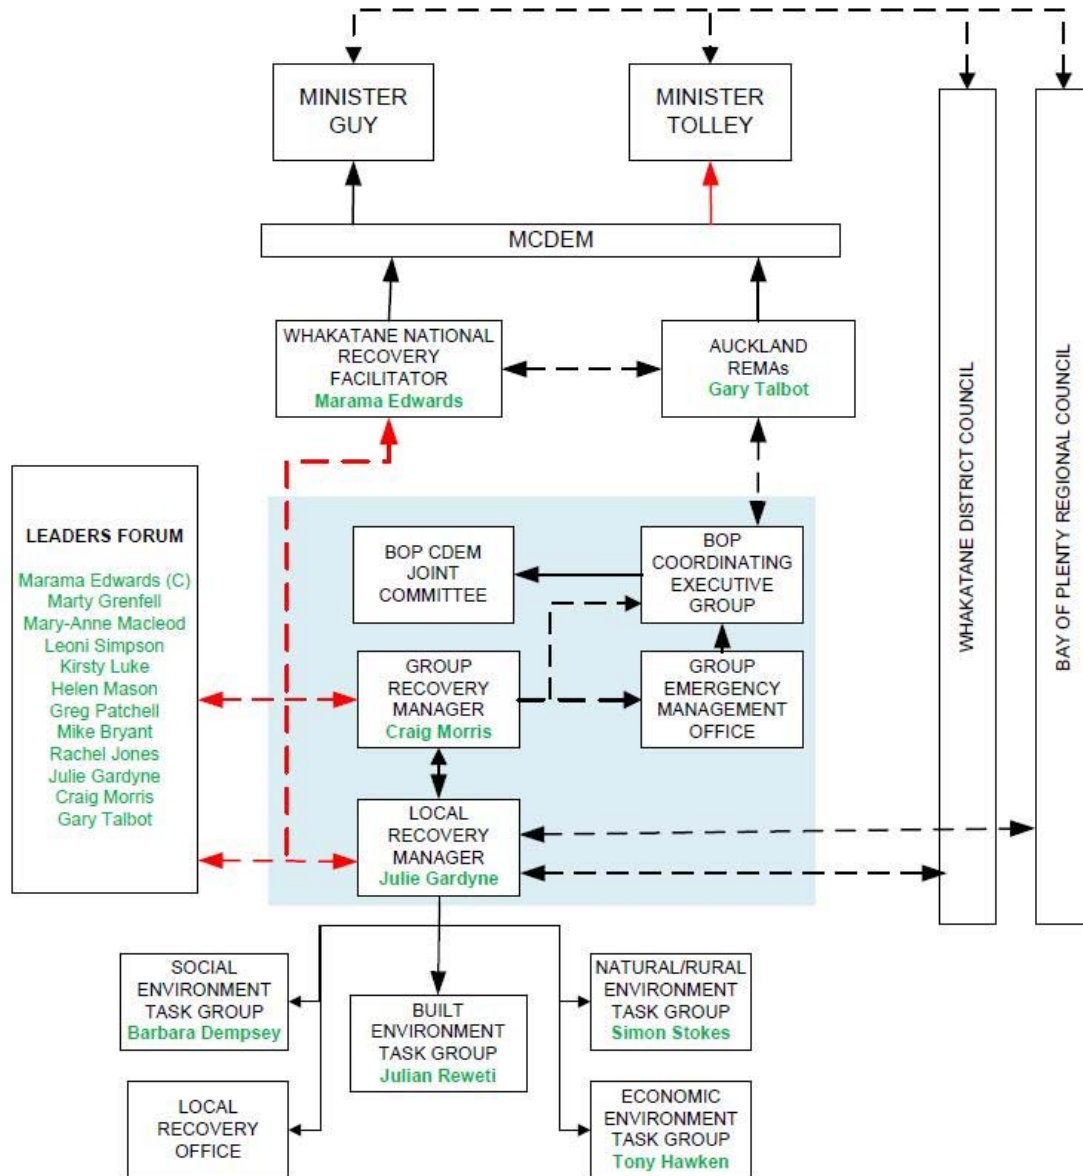 MINISTER
GUY
MINISTER
TOLLEY
MCDEM
WHAKATANE NATIONAL
RECOVERY
FACILITATOR
Marama Edwards
AUCKLAND
REMAs
Gary Talbot
WHAKATANE DISTRICT COUNCIL
BAY OF PLENTY REGIONAL COUNCIL
LEADERS FORUM
Marama Edwards (C)
Marty Grenfell
Mary-Anne Macleod
Leoni Simpson
Kirsty Luke
Helen Mason
Greg Patchell
Mike Bryant
Rachel Jones
Julie Gardyne
Craig Morris
Gary Talbot
BOP CDEM
JOINT
COMMITTEE
BOP
COORDINATING
EXECUTIVE
GROUP
GROUP
RECOVERY
MANAGER
Craig Morris
GROUP
EMERGENCY
MANAGEMENT
OFFICE
LOCAL
RECOVERY
MANAGER
Julie Gardyne
SOCIAL
ENVIRONMENT
TASK GROUP
Barbara Dempsey
BUILT
ENVIRONMENT
TASK GROUP
Julian Reweti
NATURAL/RURAL
ENVIRONMENT
TASK GROUP
Simon Stokes
LOCAL
RECOVERY
OFFICE
ECONOMIC
ENVIRONMENT
TASK GROUP
Tony Hawken